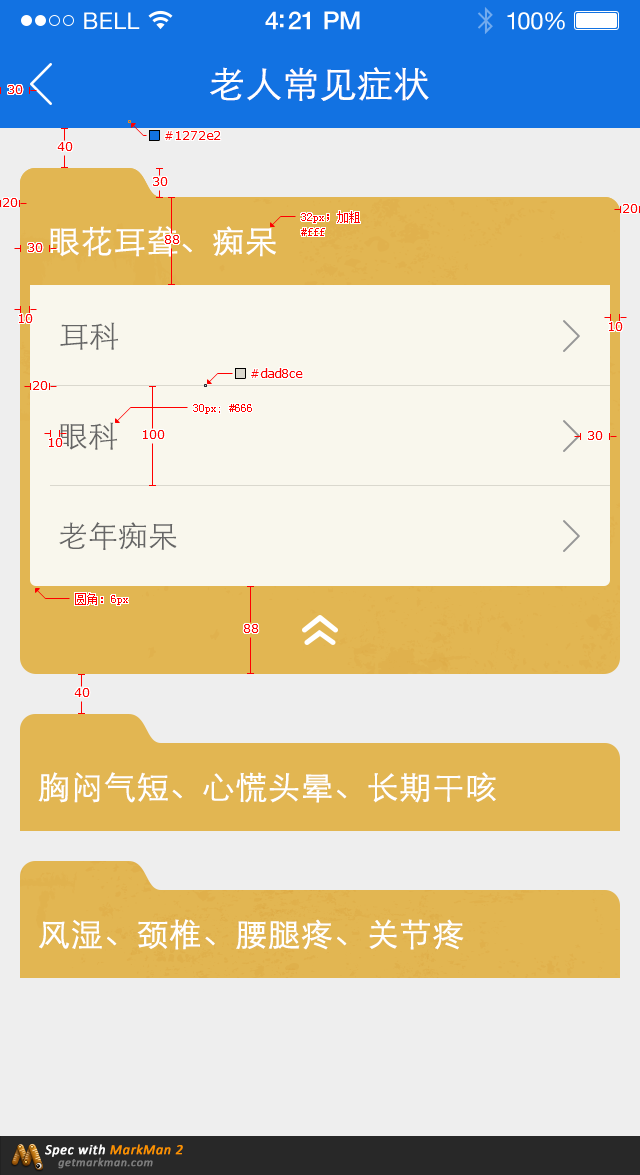 BELL 4:21 PM 100%
老人常见症状
30
#1272e2
40
30
20
20
32px; 加粗
#fff
88
30
眼花耳聋、痴呆
10
10
耳科
#dad8ce
20
30px; #666
100
10
眼科
30
老年痴呆
圆角: 6px
88
40
胸闷气短、心慌头晕、长期干咳
风湿、颈椎、腰腿疼、关节疼
Spec with MarkMan 2
getmarkman.com